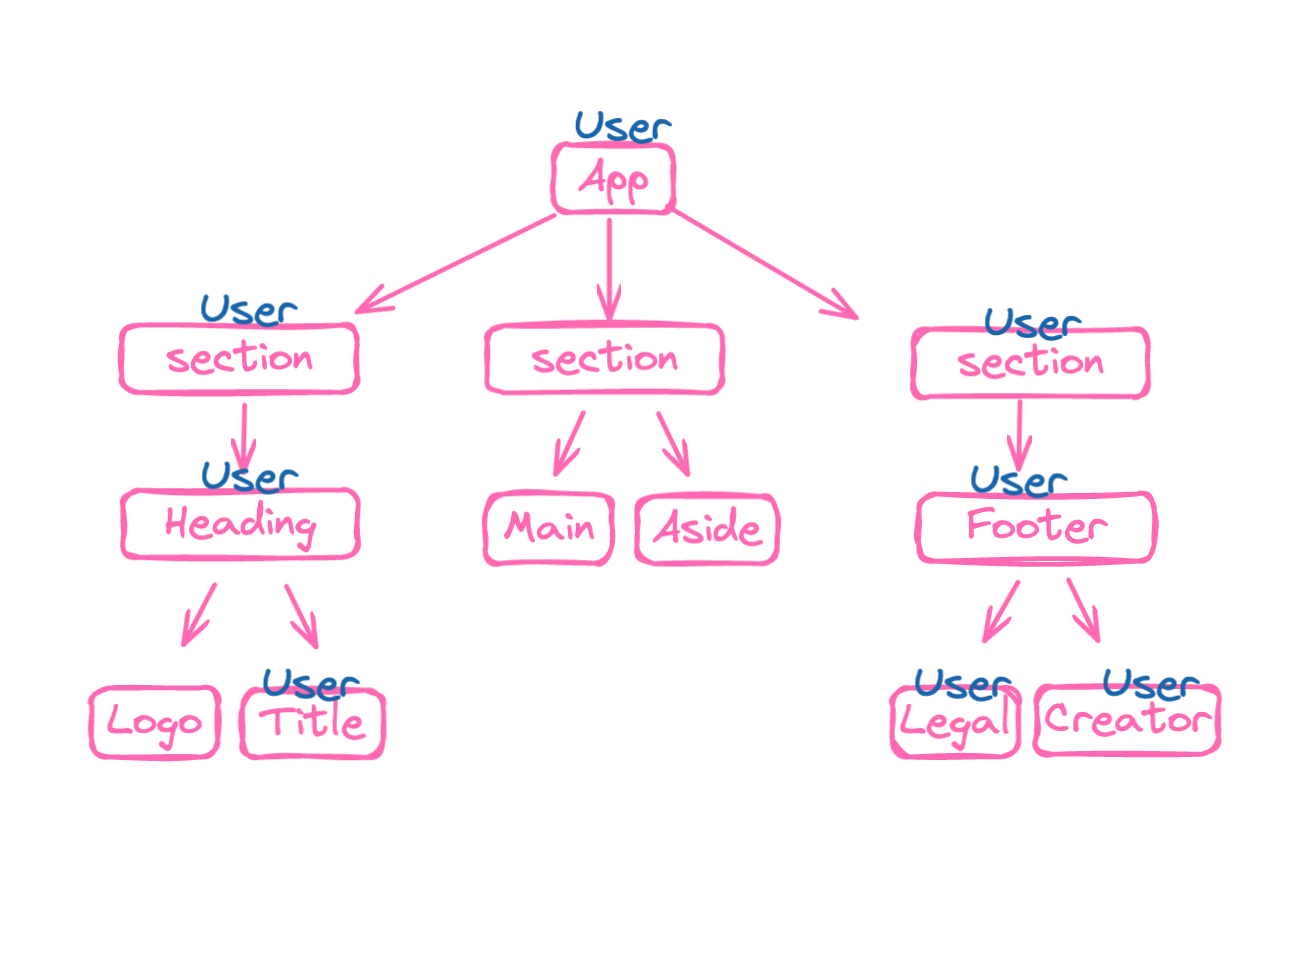 User
App
User
section
section
User
section
User
Heading
Main
Aside
User
Footer
Logo
User
Title
User
Legal
User
Creator